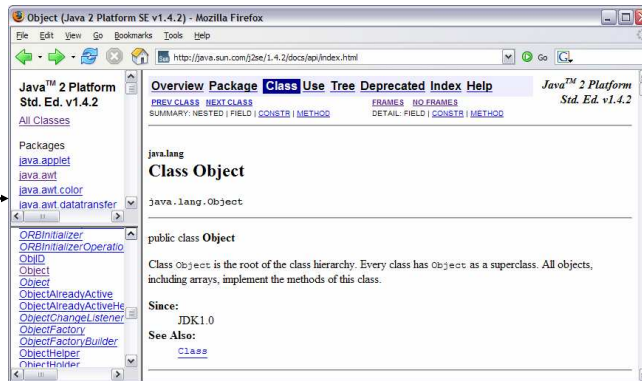 Object (Java 2 Platform SE v1.4.2) - Mozilla Firefox
File Edit View Go Bookmarks Tools Help
http://java.sun.com/j2se/1.4.2/docs/api/index.html Go
Java™ 2 Platform
Std. Ed. v1.4.2
All Classes
Packages
java.applet
java.awt
java.awt.color
java.awt.datatransfer
ORBInitializer
ORBInitializerOperatio
ObjID
Object
Object
ObjectAlreadyActive
ObjectAlreadyActiveHe
ObjectChangeListener
ObjectFactory
ObjectFactoryBuilder
ObjectHelper
ObjectHolder
Overview Package Class Use Tree Deprecated Index Help
Java™ 2 Platform
Std. Ed. v1.4.2
PREV CLASS NEXT CLASS FRAMES NO FRAMES
SUMMARY: NESTED | FIELD | CONSTR | METHOD DETAIL: FIELD | CONSTR | METHOD
java.lang
Class Object
java.lang.Object
public class Object
Class Object is the root of the class hierarchy. Every class has Object as a superclass. All objects,
including arrays, implement the methods of this class.
Since:
JDK1.0
See Also:
Class